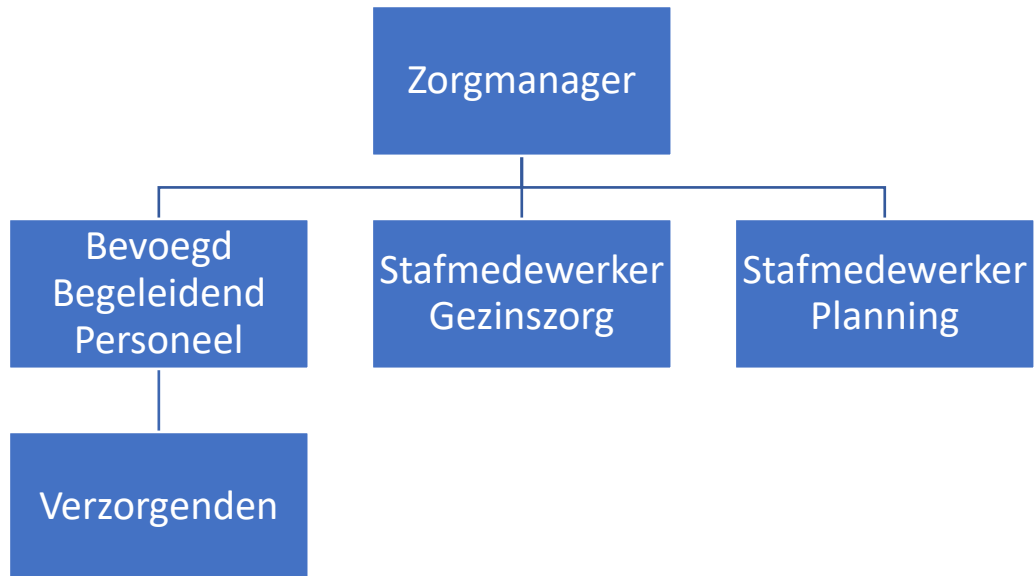 Zorgmanager
Bevoegd
Begeleidend
Personeel
Stafmedewerker
Gezinszorg
Stafmedewerker
Planning
Verzorgenden